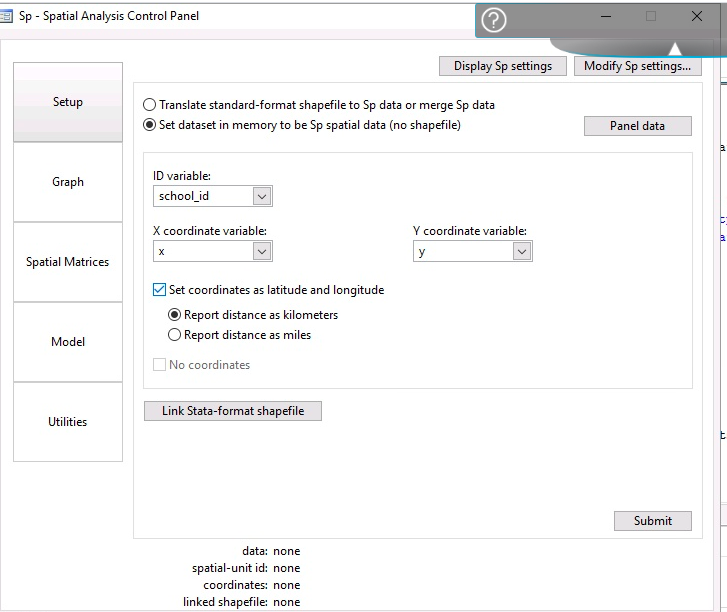 Sp - Spatial Analysis Control Panel
?
Display Sp settings
Modify Sp settings...
Setup
Graph
Spatial Matrices
Model
Utilities
Translate standard-format shapefile to Sp data or merge Sp data
Set dataset in memory to be Sp spatial data (no shapefile)
Panel data
ID variable:
school_id
X coordinate variable:
Y coordinate variable:
x
y
Set coordinates as latitude and longitude
Report distance as kilometers
Report distance as miles
No coordinates
Link Stata-format shapefile
Submit
data: none
spatial-unit id: none
coordinates: none
linked shapefile: none